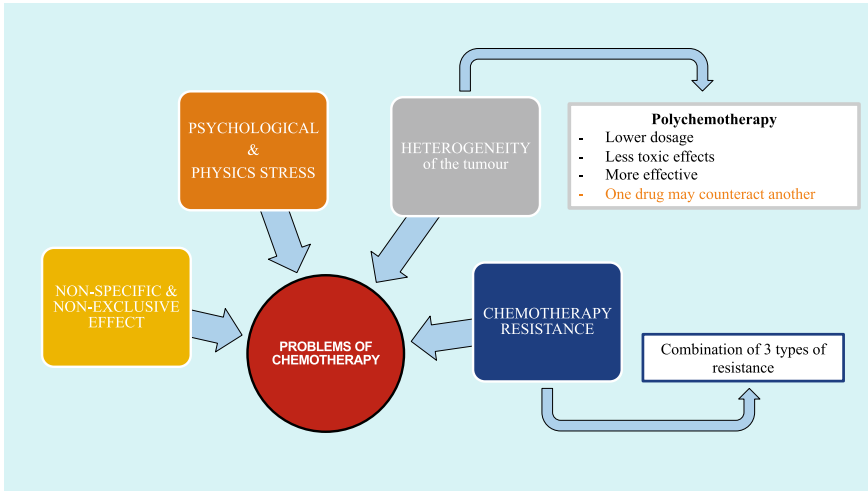 PSYCHOLOGICAL
&
PHYSICS STRESS
HETEROGENEITY
of the tumour
Polychemotherapy
- Lower dosage
- Less toxic effects
- More effective
- One drug may counteract another
NON-SPECIFIC &
NON-EXCLUSIVE
EFFECT
PROBLEMS OF
CHEMOTHERAPY
CHEMOTHERAPY
RESISTANCE
Combination of 3 types of
resistance